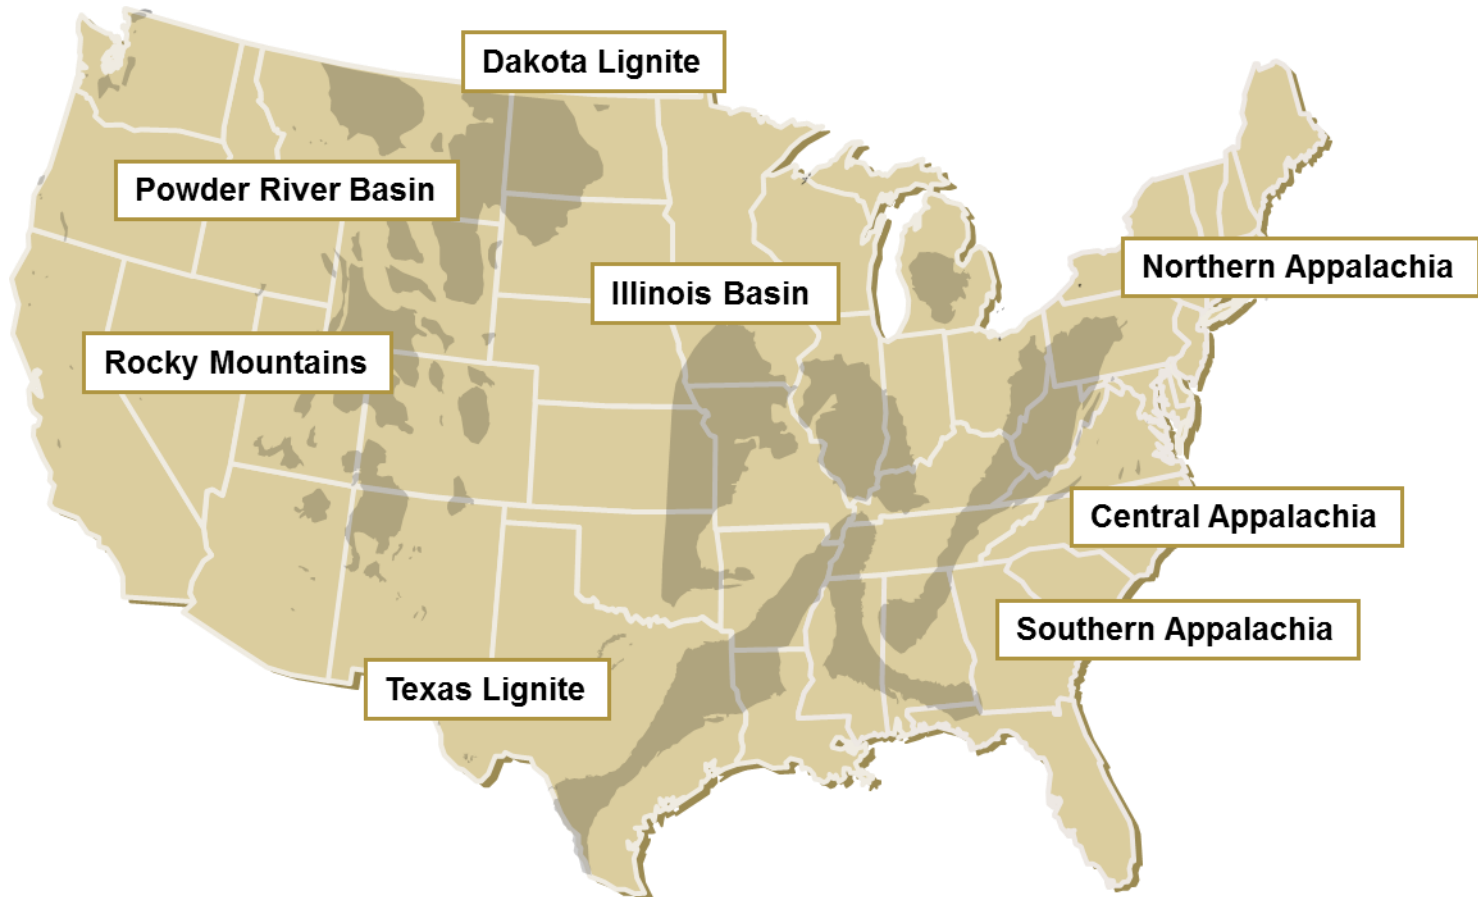 Dakota Lignite
Powder River Basin
Northern Appalachia
Illinois Basin
Rocky Mountains
Central Appalachia
Southern Appalachia
Texas Lignite